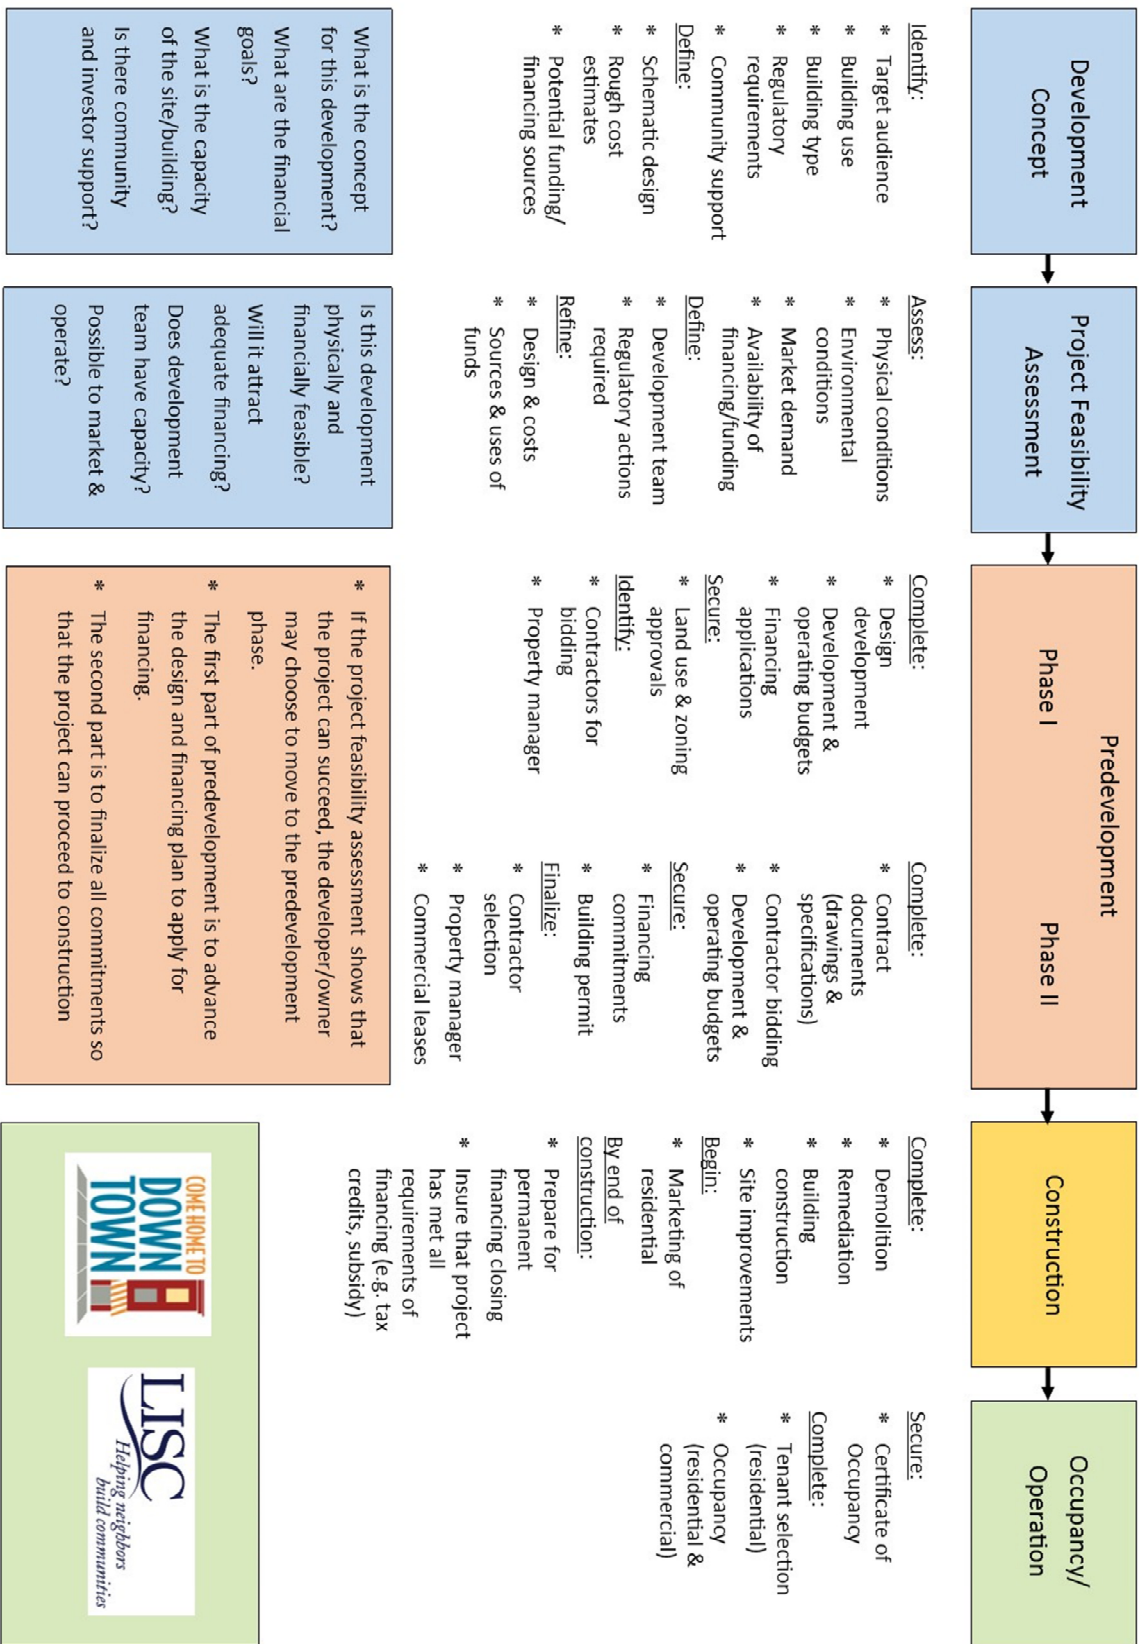 Development
Concept
Identify:
* Target audience
* Building use
* Building type
* Regulatory
requirements
* Community support
Define:
* Schematic design
* Rough cost
estimates
* Potential funding/
financing sources
What is the concept
for this development?
What are the financial
goals?
What is the capacity
of the site/building?
Is there community
and investor support?
Project Feasibility
Assessment
Assess:
* Physical conditions
* Environmental
conditions
* Market demand
* Availability of
financing/funding
Define:
* Development team
* Regulatory actions
required
Refine:
* Design & costs
* Sources & uses of
funds
Is this development
physically and
financially feasible?
Will it attract
adequate financing?
Does development
team have capacity?
Possible to market &
operate?
Predevelopment
Phase I
Phase II
Complete:
* Design
development
* Development &
operating budgets
* Financing
applications
Secure:
* Land use & zoning
approvals
Identify:
* Contractors for
bidding
* Property manager
Complete:
* Contract
documents
(drawings &
specifications)
* Contractor bidding
* Development &
operating budgets
Secure:
* Financing
commitments
* Building permit
Finalize:
* Contractor
selection
* Property manager
* Commercial leases
* If the project feasibility assessment shows that
the project can succeed, the developer/owner
may choose to move to the predevelopment
phase.
* The first part of predevelopment is to advance
the design and financing plan to apply for
financing.
* The second part is to finalize all commitments so
that the project can proceed to construction
Construction
Complete:
* Demolition
* Remediation
* Building
construction
* Site improvements
Begin:
* Marketing of
residential
By end of
construction:
* Prepare for
permanent
financing closing
* Insure that project
has met all
requirements of
financing (e.g. tax
credits, subsidy)
Occupancy/
Operation
Secure:
* Certificate of
Occupancy
Complete:
* Tenant selection
(residential)
* Occupancy
(residential &
commercial)
COME HOME TO
DOWN
TOWN
LISC
Helping neighbors
build communities